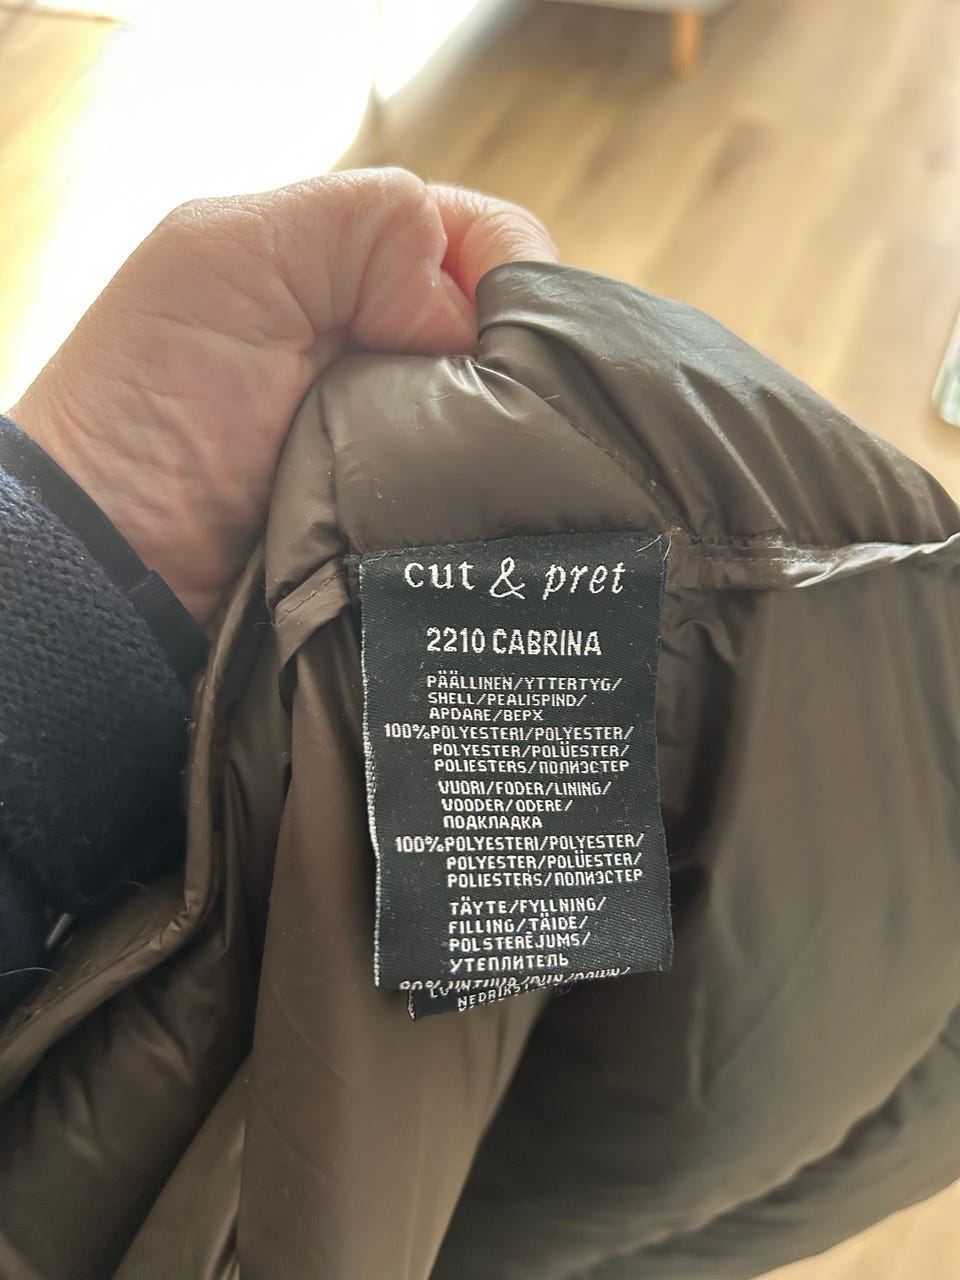 cut & pret
2210 CABRINA
PÄÄLLINEN/YTTERTYG/
SHELL/PEALISPIND/
APDARE/ВЕРХ
100%POLYESTERI/POLYESTER/
POLYESTER/POLÜESTER/
POLIESTERS/ПОЛИЭСТЕР
VUORI/FODER/LINING/
VOODER/ODERE/
ПОДКЛАДКА
100%POLYESTERI/POLYESTER/
POLYESTER/POLÜESTER/
POLIESTERS/ПОЛИЭСТЕР
TÄYTE/FYLLNING/
FILLING/TÄIDE/
POLSTERĒJUMS/
УТЕПЛИТЕЛЬ